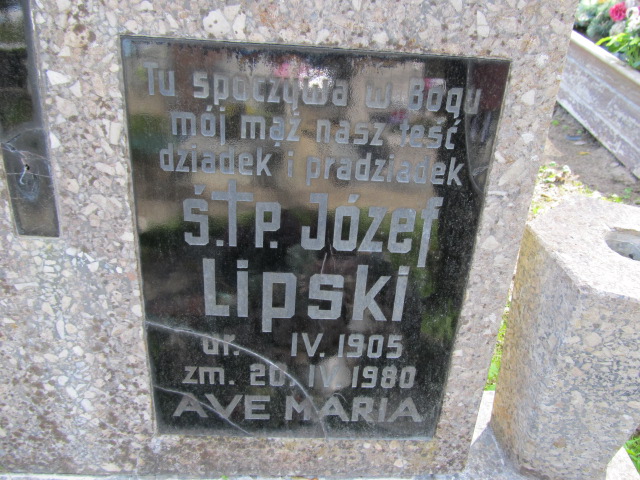 Tu spoczywa w Bogu
mój mąż nasz teść
dziadek i pradziadek
ś.†p. Józef
Lipski
ur. IV. 1905
zm. 20. IV. 1980
AVE MARIA